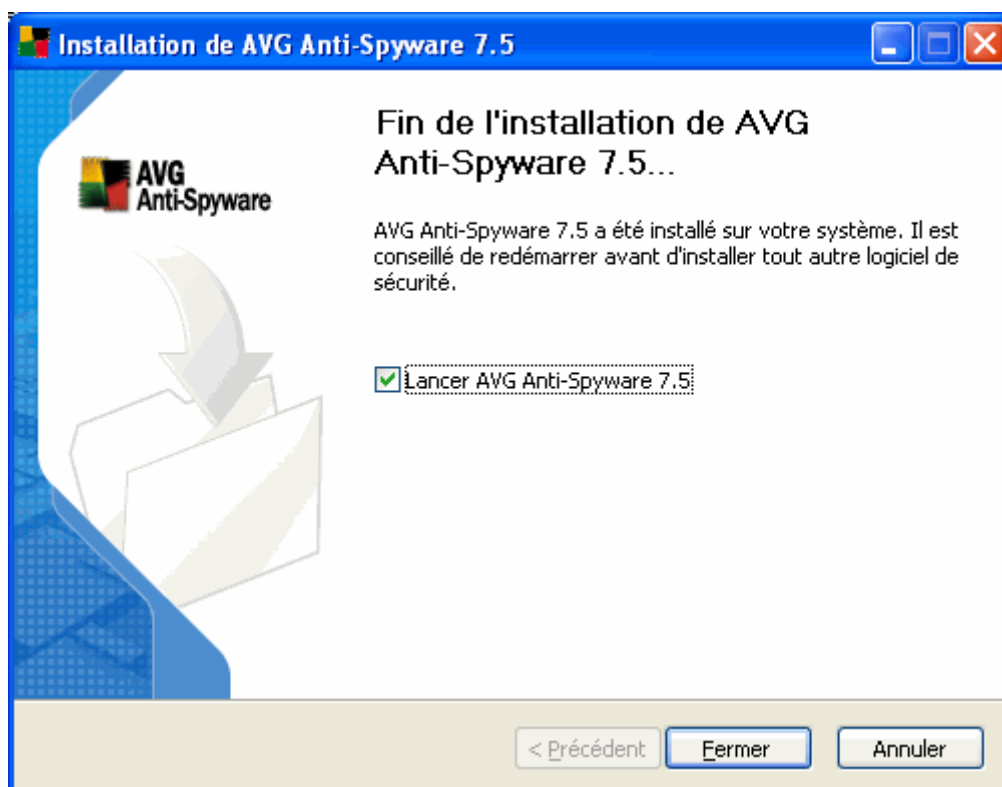 Installation de AVG Anti-Spyware 7.5
AVG
Anti-Spyware
Fin de l'installation de AVG
Anti-Spyware 7.5...
AVG Anti-Spyware 7.5 a été installé sur votre système. Il est
conseillé de redémarrer avant d'installer tout autre logiciel de
sécurité.
Lancer AVG Anti-Spyware 7.5
< Précédent
Fermer
Annuler